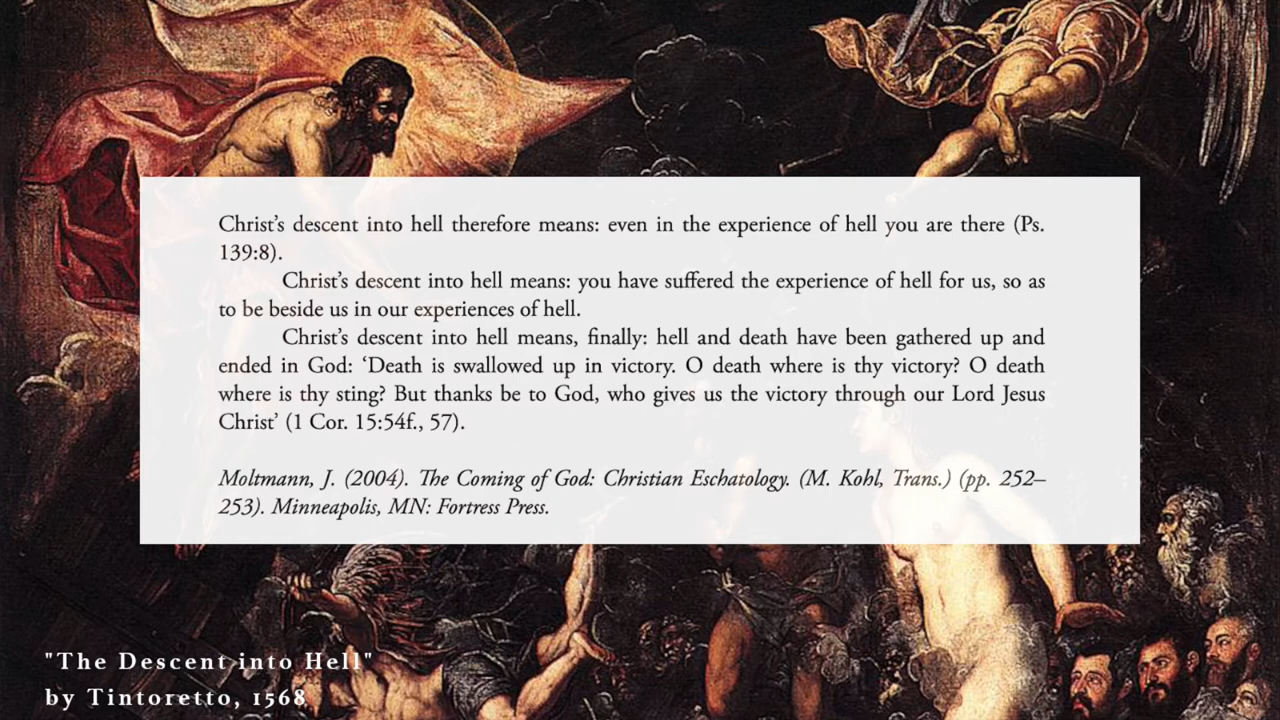 Christ’s descent into hell therefore means: even in the experience of hell you are there (Ps.
139:8).
Christ’s descent into hell means: you have suffered the experience of hell for us, so as
to be beside us in our experiences of hell.
Christ’s descent into hell means, finally: hell and death have been gathered up and
ended in God: ‘Death is swallowed up in victory. O death where is thy victory? O death
where is thy sting? But thanks be to God, who gives us the victory through our Lord Jesus
Christ’ (1 Cor. 15:54f., 57).
Moltmann, J. (2004). The Coming of God: Christian Eschatology. (M. Kohl, Trans.) (pp. 252–
253). Minneapolis, MN: Fortress Press.
"The Descent into Hell"
by Tintoretto, 1568